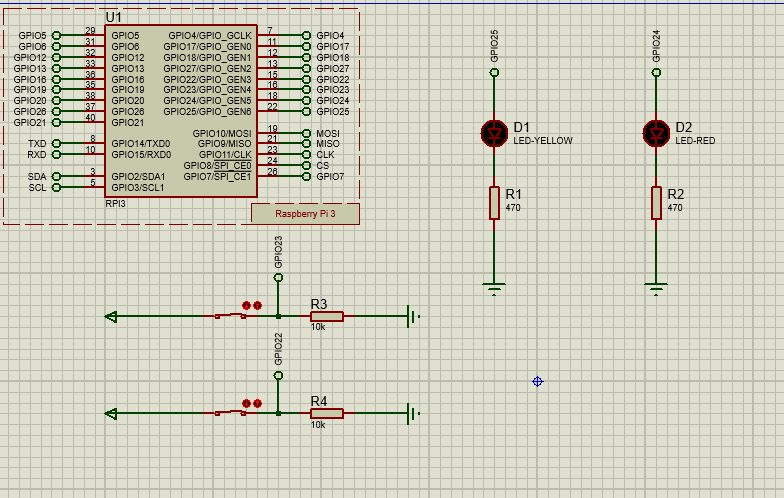 U1
29 GPIO5 GPIO5 GPIO4/GPIO_GCLK 7 GPIO4
31 GPIO6 GPIO6 GPIO17/GPIO_GEN0 11 GPIO17
32 GPIO12 GPIO12 GPIO18/GPIO_GEN1 12 GPIO18
33 GPIO13 GPIO13 GPIO27/GPIO_GEN2 13 GPIO27
36 GPIO16 GPIO16 GPIO22/GPIO_GEN3 15 GPIO22
35 GPIO19 GPIO19 GPIO23/GPIO_GEN4 16 GPIO23
38 GPIO20 GPIO20 GPIO24/GPIO_GEN5 18 GPIO24
37 GPIO26 GPIO26 GPIO25/GPIO_GEN6 22 GPIO25
40 GPIO21 GPIO21
GPIO10/MOSI 19 MOSI
TXD 8 GPIO14/TXD0 GPIO9/MISO 21 MISO
RXD 10 GPIO15/RXD0 GPIO11/CLK 23 CLK
GPIO8/SPI_CE0 24 CS
SDA 3 GPIO2/SDA1 GPIO7/SPI_CE1 26 GPIO7
SCL 5 GPIO3/SCL1
RPI3
Raspberry Pi 3
GPIO25
D1
LED-YELLOW
R1
470
GPIO24
D2
LED-RED
R2
470
GPIO23
R3
10k
GPIO22
R4
10k